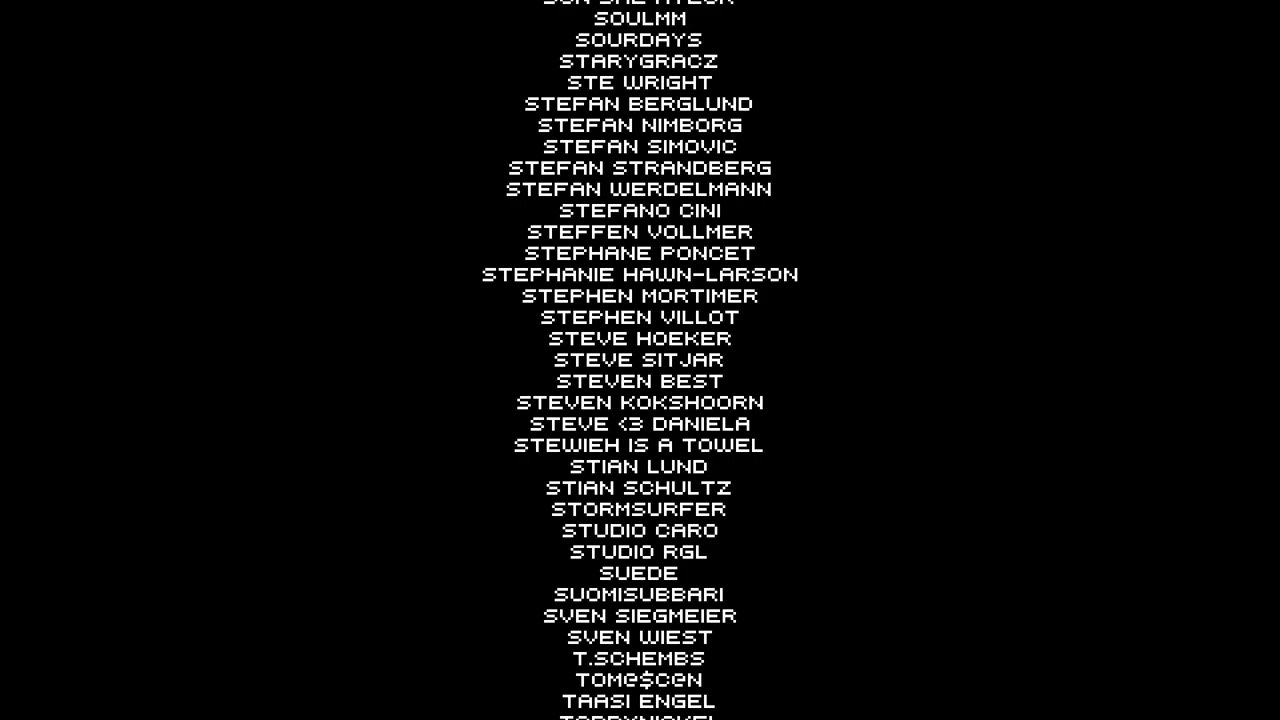 SOULMM
SOURDAYS
STARYGRACZ
STE WRIGHT
STEFAN BERGLUND
STEFAN NIMBORG
STEFAN SIMOVIC
STEFAN STRANDBERG
STEFAN WERDELMANN
STEFANO CINI
STEFFEN VOLLMER
STEPHANE PONCET
STEPHANIE HAWN-LARSON
STEPHEN MORTIMER
STEPHEN VILLOT
STEVE HOEKER
STEVE SITJAR
STEVEN BEST
STEVEN KOKSHOORN
STEVE <3 DANIELA
STEWIEH IS A TOWEL
STIAN LUND
STIAN SCHULTZ
STORMSURFER
STUDIO CARO
STUDIO RGL
SUEDE
SUOMISUBBARI
SVEN SIEGMEIER
SVEN WIEST
T.SCHEMBS
TOM@$C@N
TAASI ENGEL